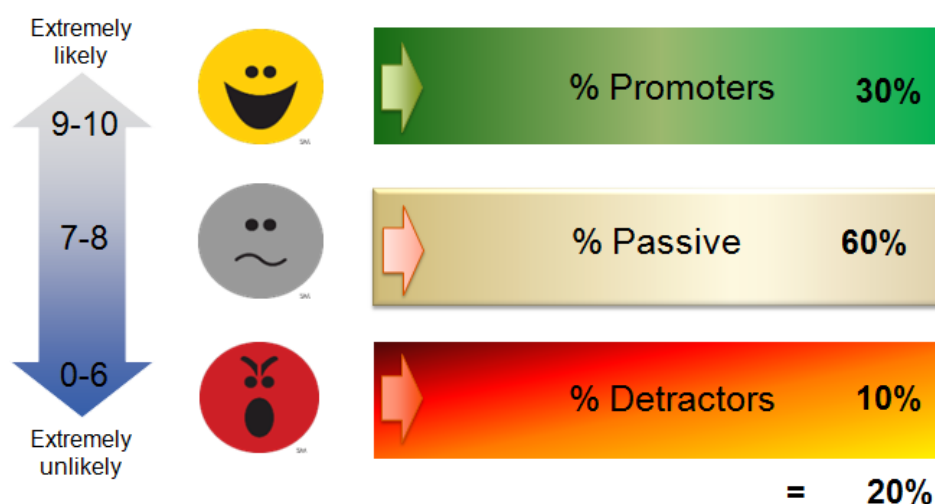 Extremely
likely
9-10
% Promoters 30%
7-8
% Passive 60%
0-6
% Detractors 10%
Extremely
unlikely
= 20%